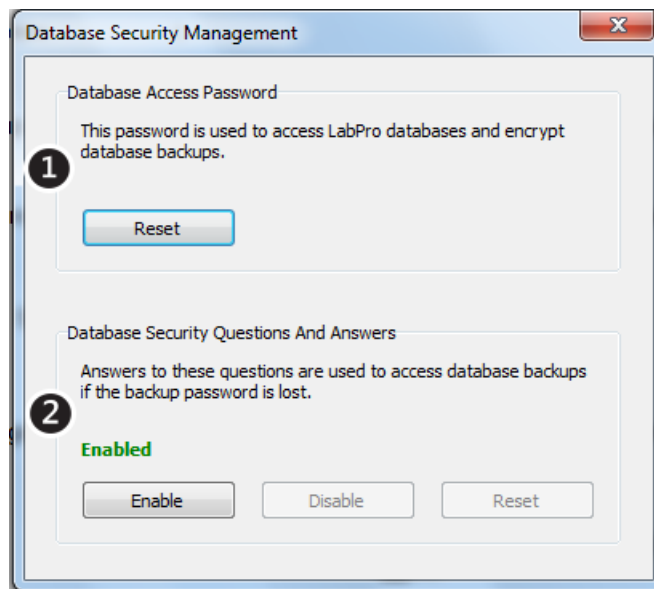 Database Security Management
x
Database Access Password
This password is used to access LabPro databases and encrypt
database backups.
1
Reset
Database Security Questions And Answers
Answers to these questions are used to access database backups
if the backup password is lost.
2
Enabled
Enable Disable Reset